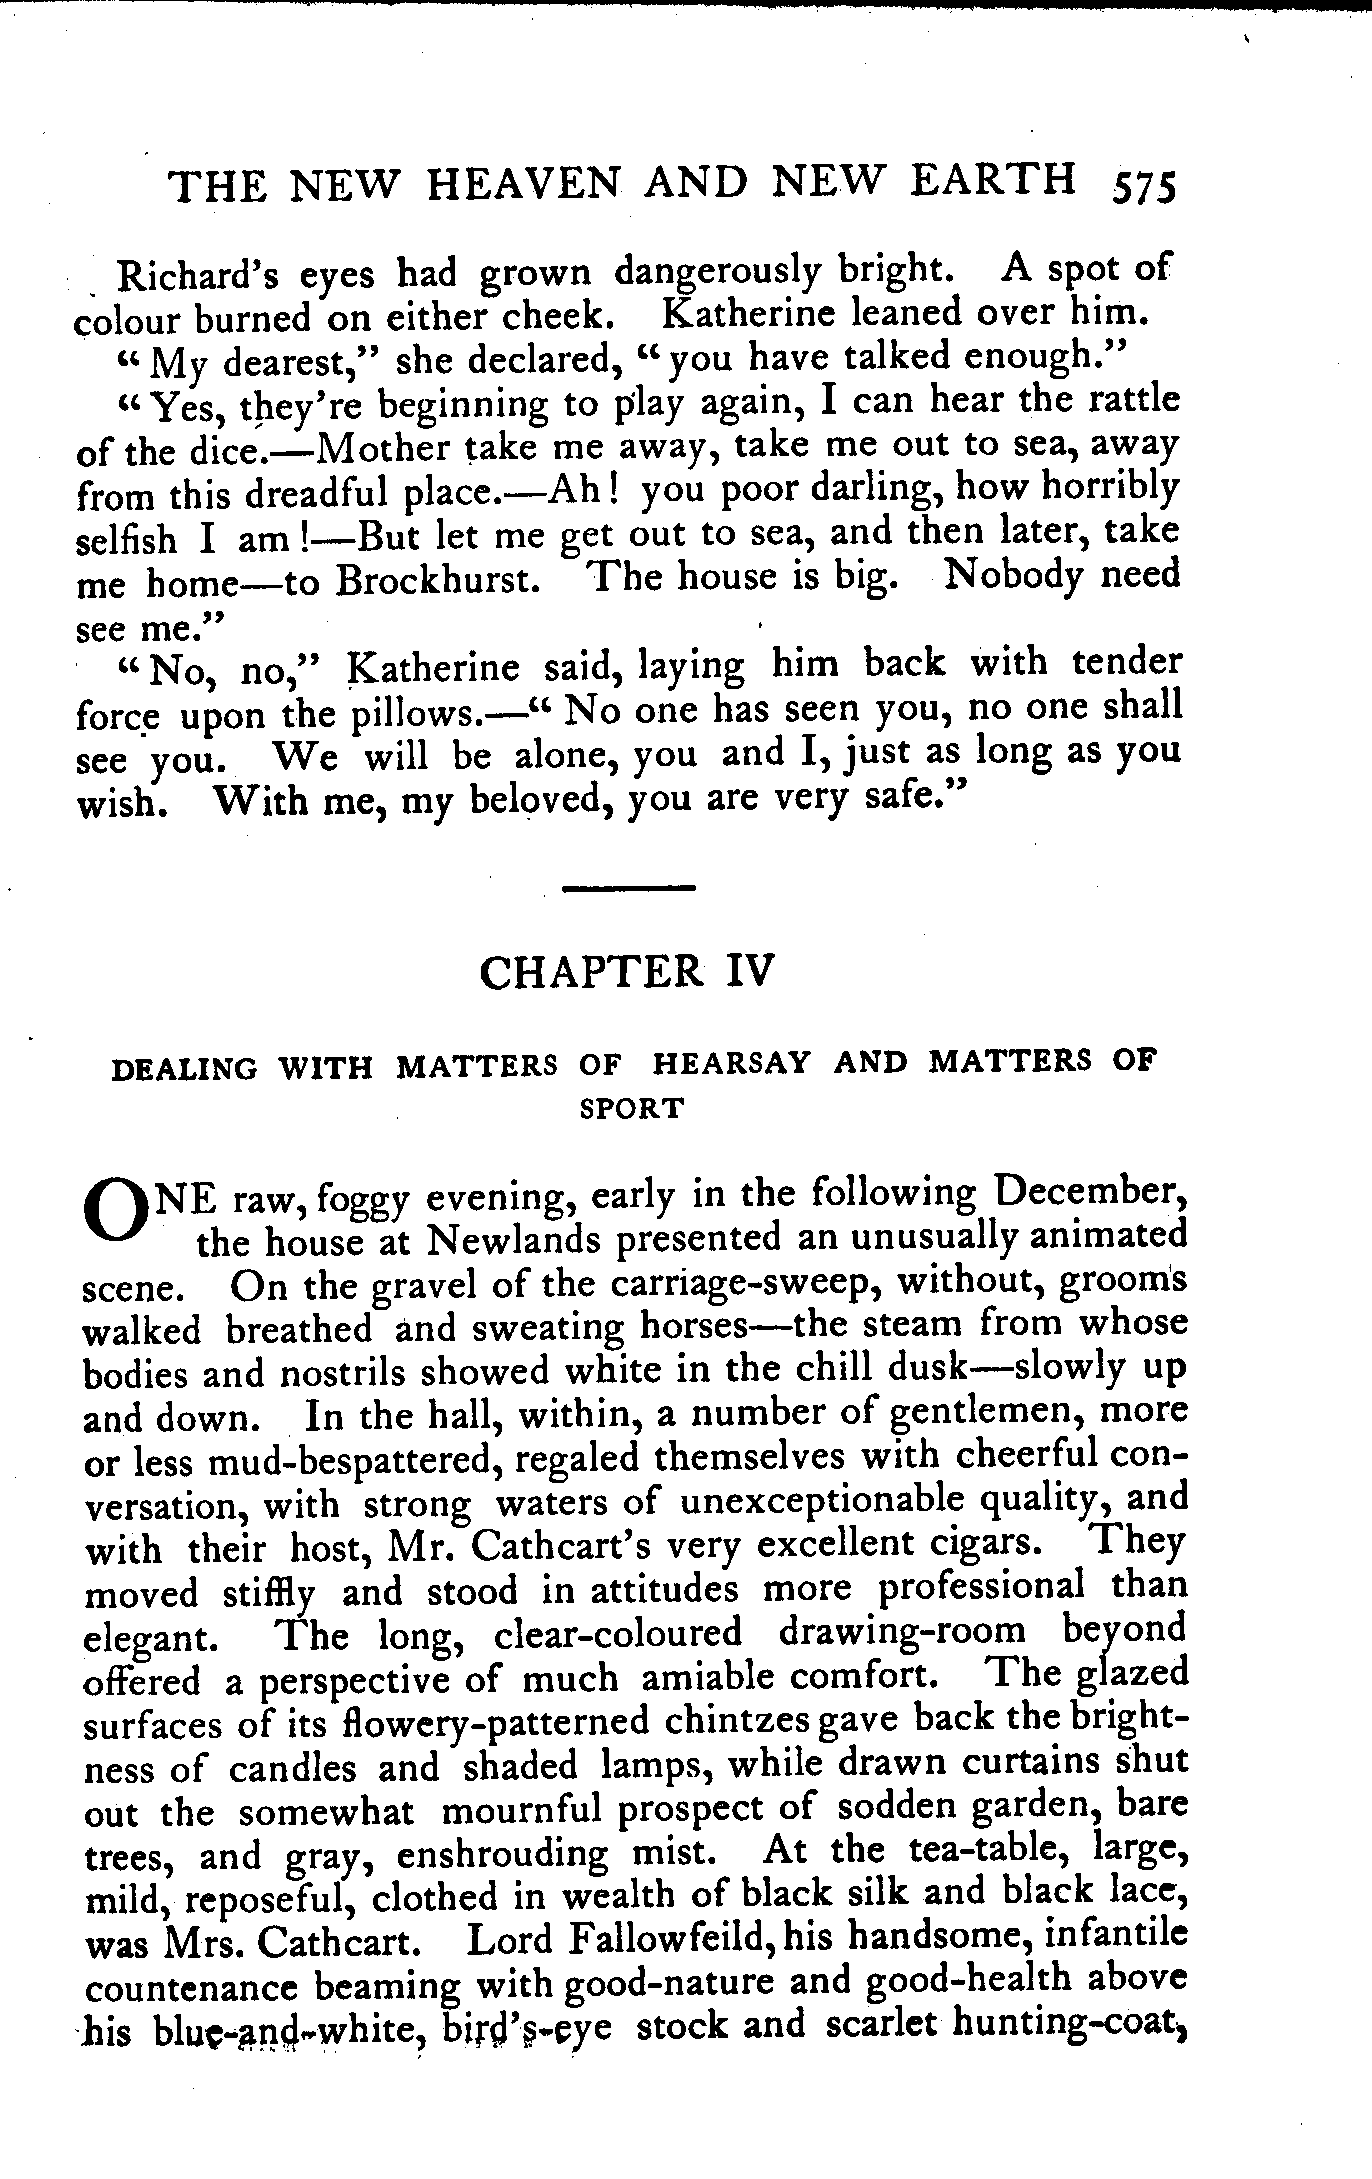 THE NEW HEAVEN AND NEW EARTH 575
Richard's eyes had grown dangerously bright. A spot of
colour burned on either cheek. Katherine leaned over him.
"My dearest," she declared, "you have talked enough."
"Yes, they're beginning to play again, I can hear the rattle
of the dice.—Mother take me away, take me out to sea, away
from this dreadful place.—Ah! you poor darling, how horribly
selfish I am!—But let me get out to sea, and then later, take
me home—to Brockhurst. The house is big. Nobody need
see me."
"No, no," Katherine said, laying him back with tender
force upon the pillows.—"No one has seen you, no one shall
see you. We will be alone, you and I, just as long as you
wish. With me, my beloved, you are very safe."
CHAPTER IV
DEALING WITH MATTERS OF HEARSAY AND MATTERS OF
SPORT
ONE raw, foggy evening, early in the following December,
the house at Newlands presented an unusually animated
scene. On the gravel of the carriage-sweep, without, grooms
walked breathed and sweating horses—the steam from whose
bodies and nostrils showed white in the chill dusk—slowly up
and down. In the hall, within, a number of gentlemen, more
or less mud-bespattered, regaled themselves with cheerful con-
versation, with strong waters of unexceptionable quality, and
with their host, Mr. Cathcart's very excellent cigars. They
moved stiffly and stood in attitudes more professional than
elegant. The long, clear-coloured drawing-room beyond
offered a perspective of much amiable comfort. The glazed
surfaces of its flowery-patterned chintzes gave back the bright-
ness of candles and shaded lamps, while drawn curtains shut
out the somewhat mournful prospect of sodden garden, bare
trees, and gray, enshrouding mist. At the tea-table, large,
mild, reposeful, clothed in wealth of black silk and black lace,
was Mrs. Cathcart. Lord Fallowfeild, his handsome, infantile
countenance beaming with good-nature and good-health above
his blue-and-white, bird's-eye stock and scarlet hunting-coat,